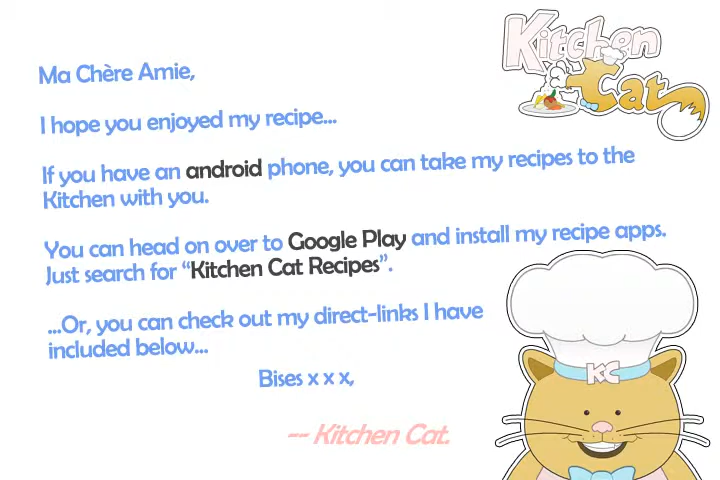 Kitchen
Cat
Ma Chère Amie,
I hope you enjoyed my recipe...
If you have an android phone, you can take my recipes to the
Kitchen with you.
You can head on over to Google Play and install my recipe apps.
Just search for “Kitchen Cat Recipes”.
...Or, you can check out my direct-links I have
included below...
Bises x x x,
-- Kitchen Cat.
KC